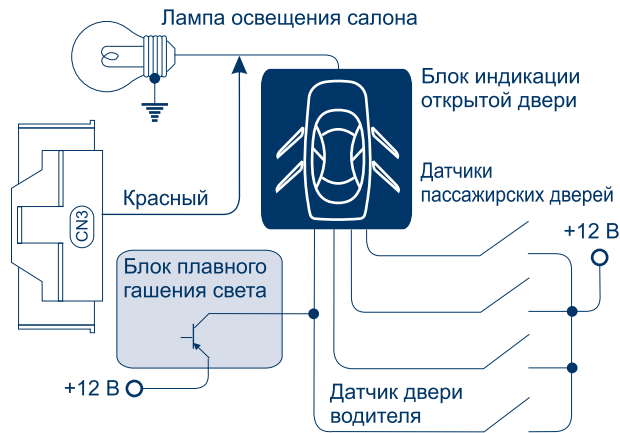 Лампа освещения салона
Блок индикации
открытой двери
Датчики
пассажирских дверей
Красный
CN3
+12 В
Блок плавного
гашения света
+12 В
Датчик двери
водителя